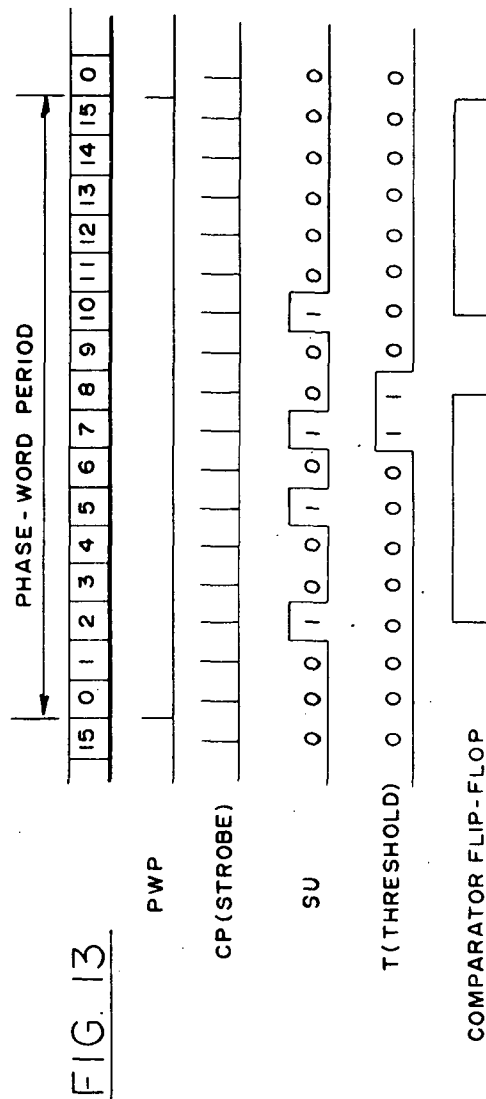 FIG. 13
PHASE-WORD PERIOD
15 0 1 2 3 4 5 6 7 8 9 10 11 12 13 14 15 0
PWP
CP(STROBE)
SU 0 0 0 1 0 0 1 0 1 0 0 1 0 0 0 0 0 0
T(THRESHOLD) 0 0 0 0 0 0 0 0 1 1 0 0 0 0 0 0 0 0
COMPARATOR FLIP-FLOP